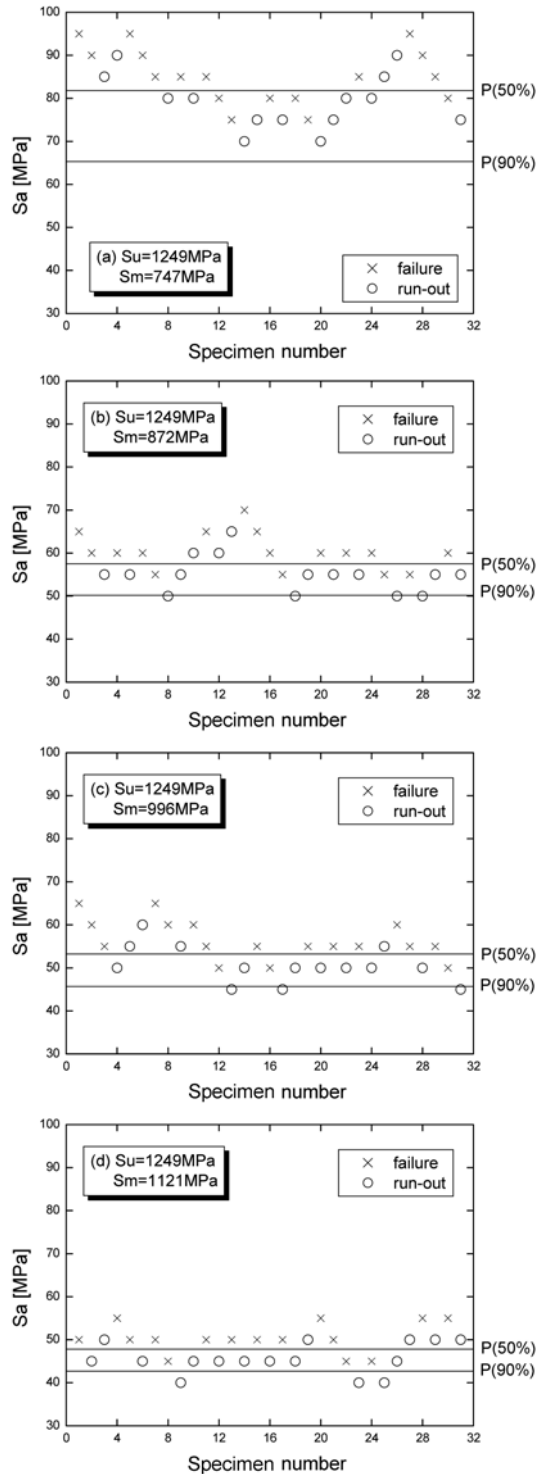 100
90
80
70
60
50
40
30
Sa [MPa]
P(50%)
P(90%)
(a) Su=1249MPa
Sm=747MPa
× failure
○ run-out
0 4 8 12 16 20 24 28 32
Specimen number
100
90
80
70
60
50
40
30
Sa [MPa]
(b) Su=1249MPa
Sm=872MPa
× failure
○ run-out
P(50%)
P(90%)
0 4 8 12 16 20 24 28 32
Specimen number
100
90
80
70
60
50
40
30
Sa [MPa]
(c) Su=1249MPa
Sm=996MPa
× failure
○ run-out
P(50%)
P(90%)
0 4 8 12 16 20 24 28 32
Specimen number
100
90
80
70
60
50
40
30
Sa [MPa]
(d) Su=1249MPa
Sm=1121MPa
× failure
○ run-out
P(50%)
P(90%)
0 4 8 12 16 20 24 28 32
Specimen number